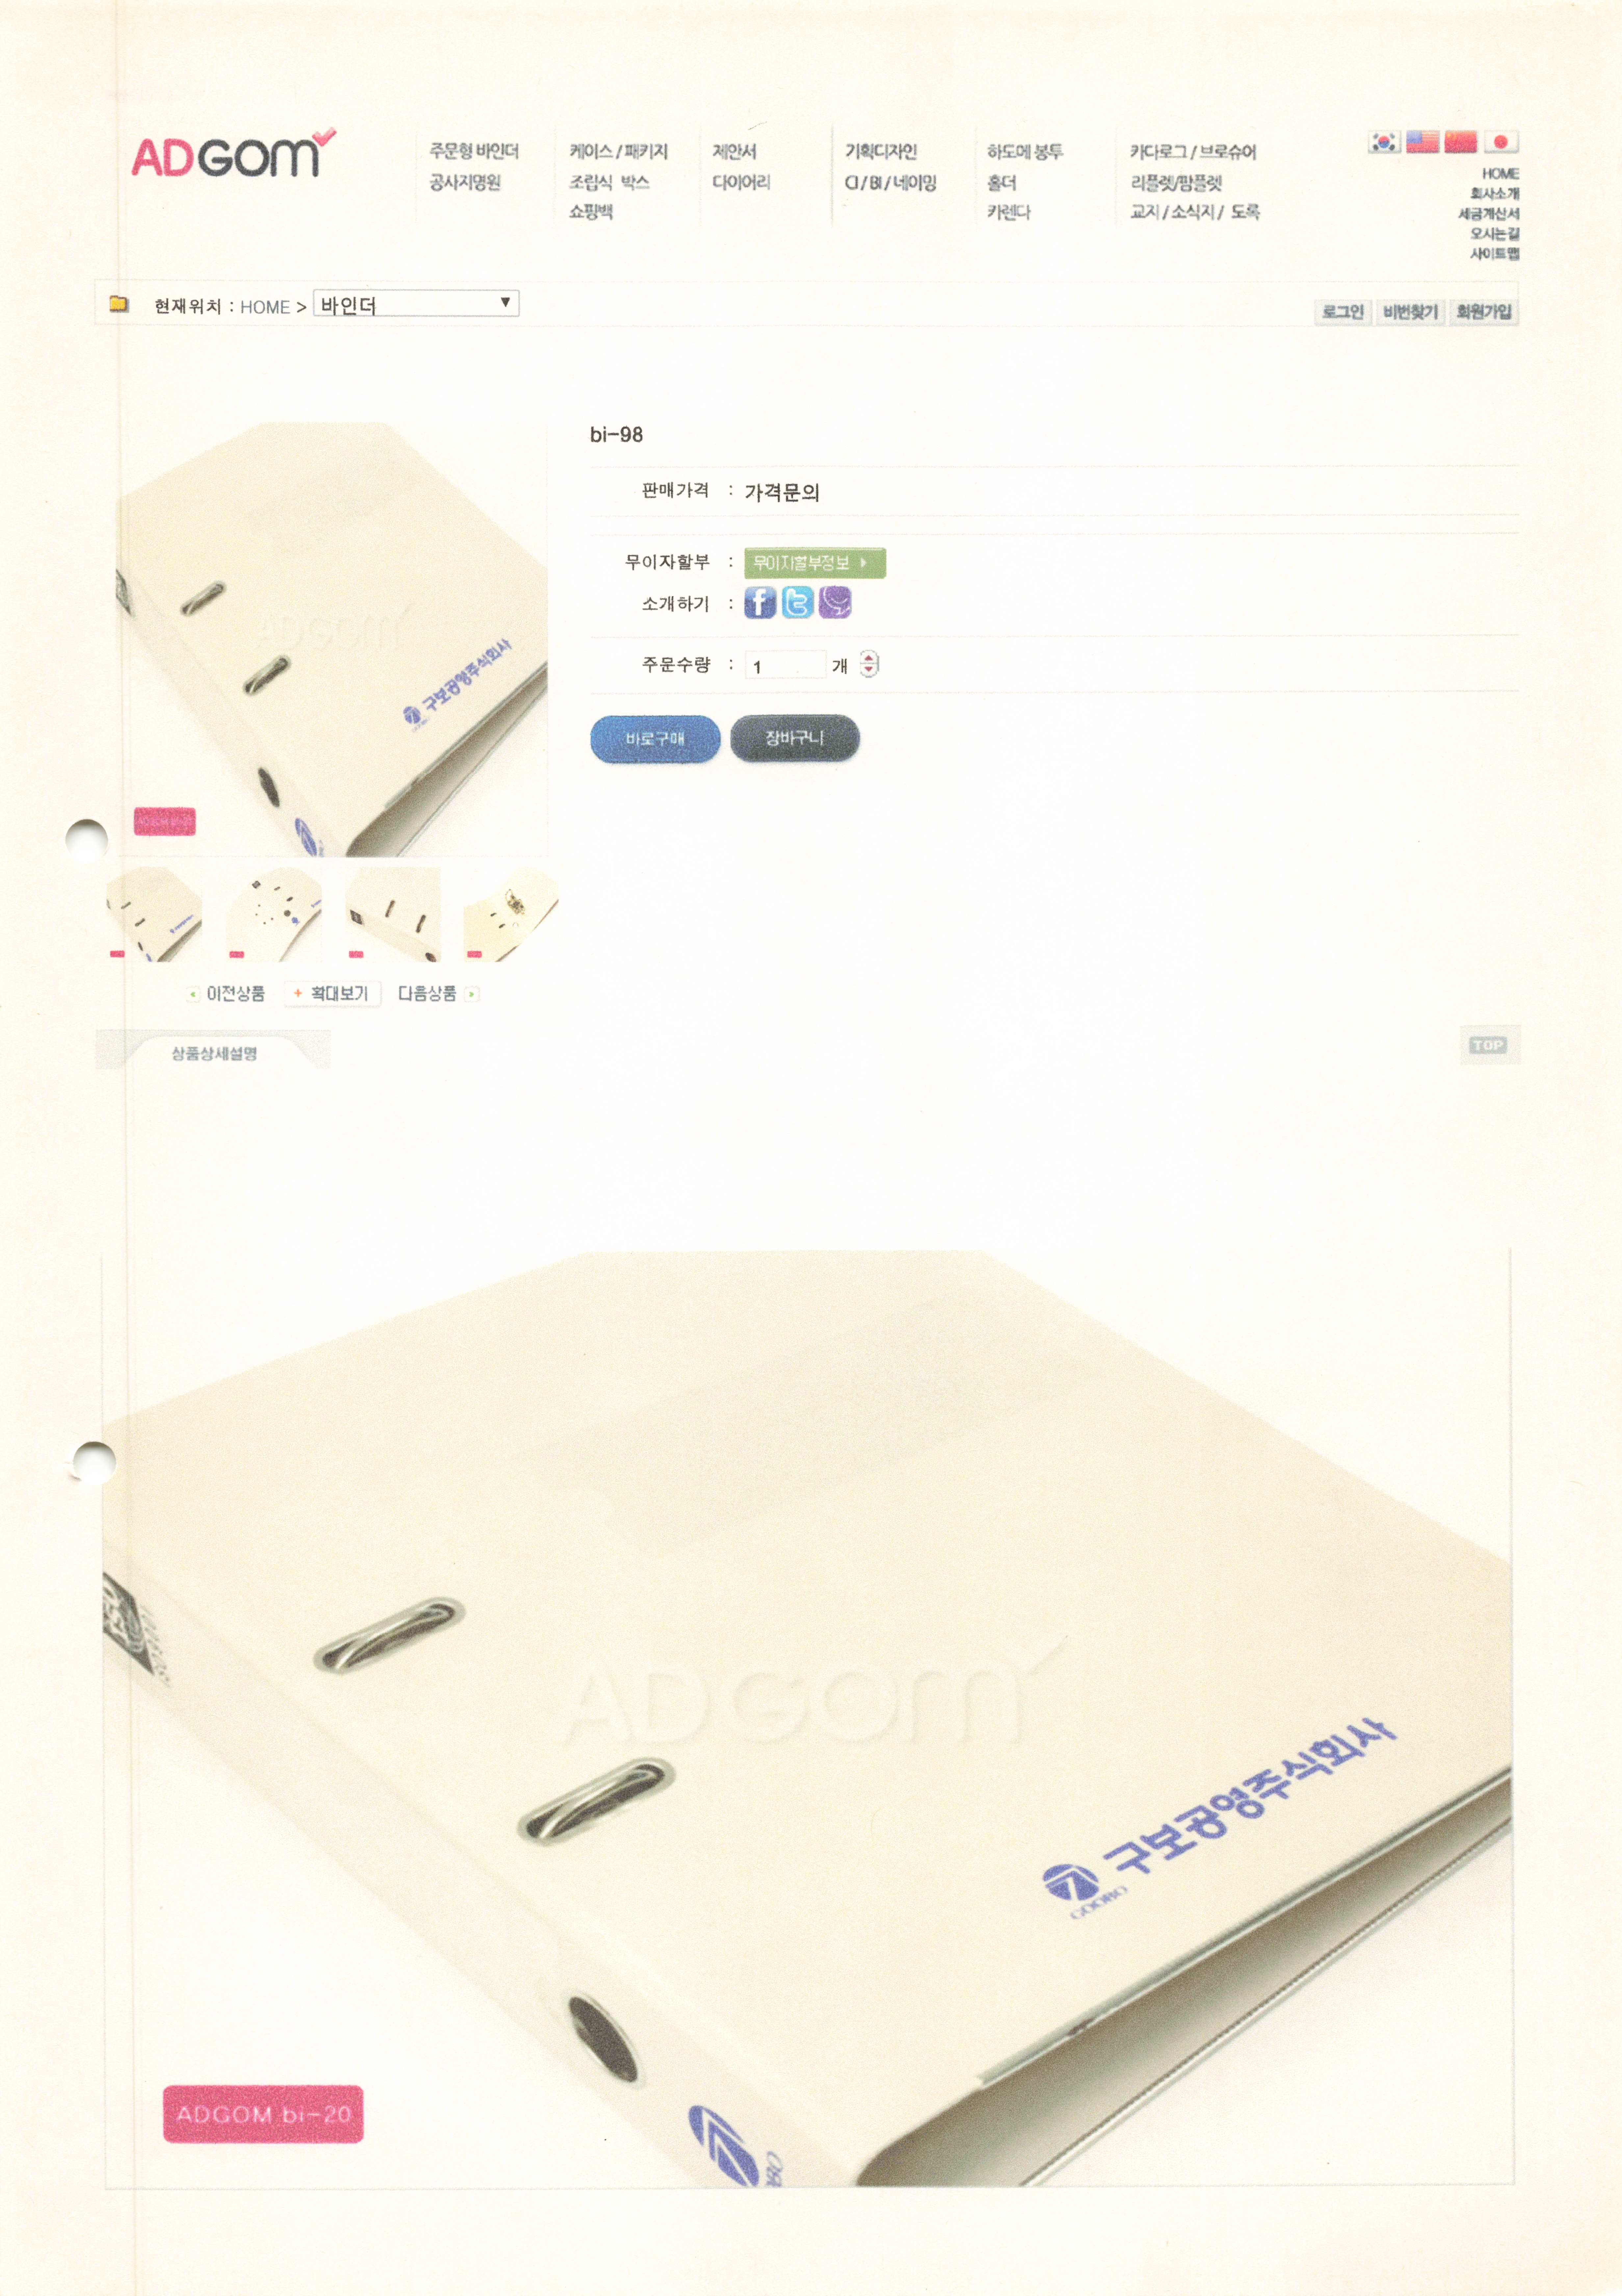 ADGOM
주문형 바인더
공사지명원
케이스 / 패키지
조립식 박스
쇼핑백
제안서
다이어리
기획디자인
CI / BI / 네이밍
하도메 봉투
홀더
카렌다
카다로그 / 브로슈어
리플렛/팜플렛
교지 / 소식지 / 도록
HOME
회사소개
세금계산서
오시는길
사이트맵
현재위치 : HOME > 바인더 ▼
로그인 비번찾기 회원가입
bi-98
판매가격 : 가격문의
무이자할부 : 무이자할부정보
소개하기 :
주문수량 : 1 개
바로구매 장바구니
ADGOM
구보공영주식회사
이전상품 + 확대보기 다음상품
상품상세설명
TOP
ADGOM
구보공영주식회사
GOOBO
ADGOM bi-20